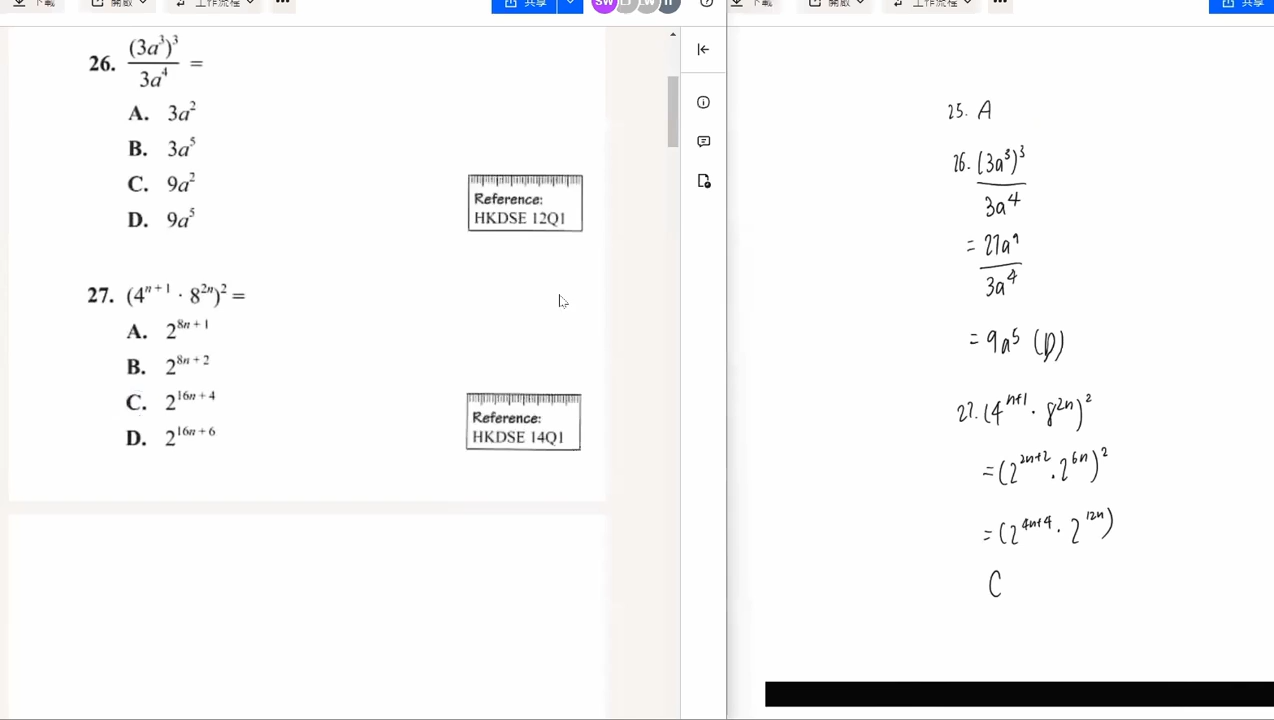 下載 開啟 工作流程 ••• 共享 SW
下載 開啟 工作流程 ••• 共享
26. (3a³)³ / 3a⁴ =
A. 3a²
B. 3a⁵
C. 9a²
D. 9a⁵
Reference:
HKDSE 12Q1
27. (4ⁿ⁺¹ · 8²ⁿ)² =
A. 2⁸ⁿ⁺¹
B. 2⁸ⁿ⁺²
C. 2¹⁶ⁿ⁺⁴
D. 2¹⁶ⁿ⁺⁶
Reference:
HKDSE 14Q1
25. A
26. (3a³)³ / 3a⁴
= 27a⁹ / 3a⁴
= 9a⁵ (D)
27. (4ⁿ⁺¹ · 8²ⁿ)²
= (2²ⁿ⁺² · 2⁶ⁿ)²
= (2⁴ⁿ⁺⁴ · 2¹²ⁿ)
C